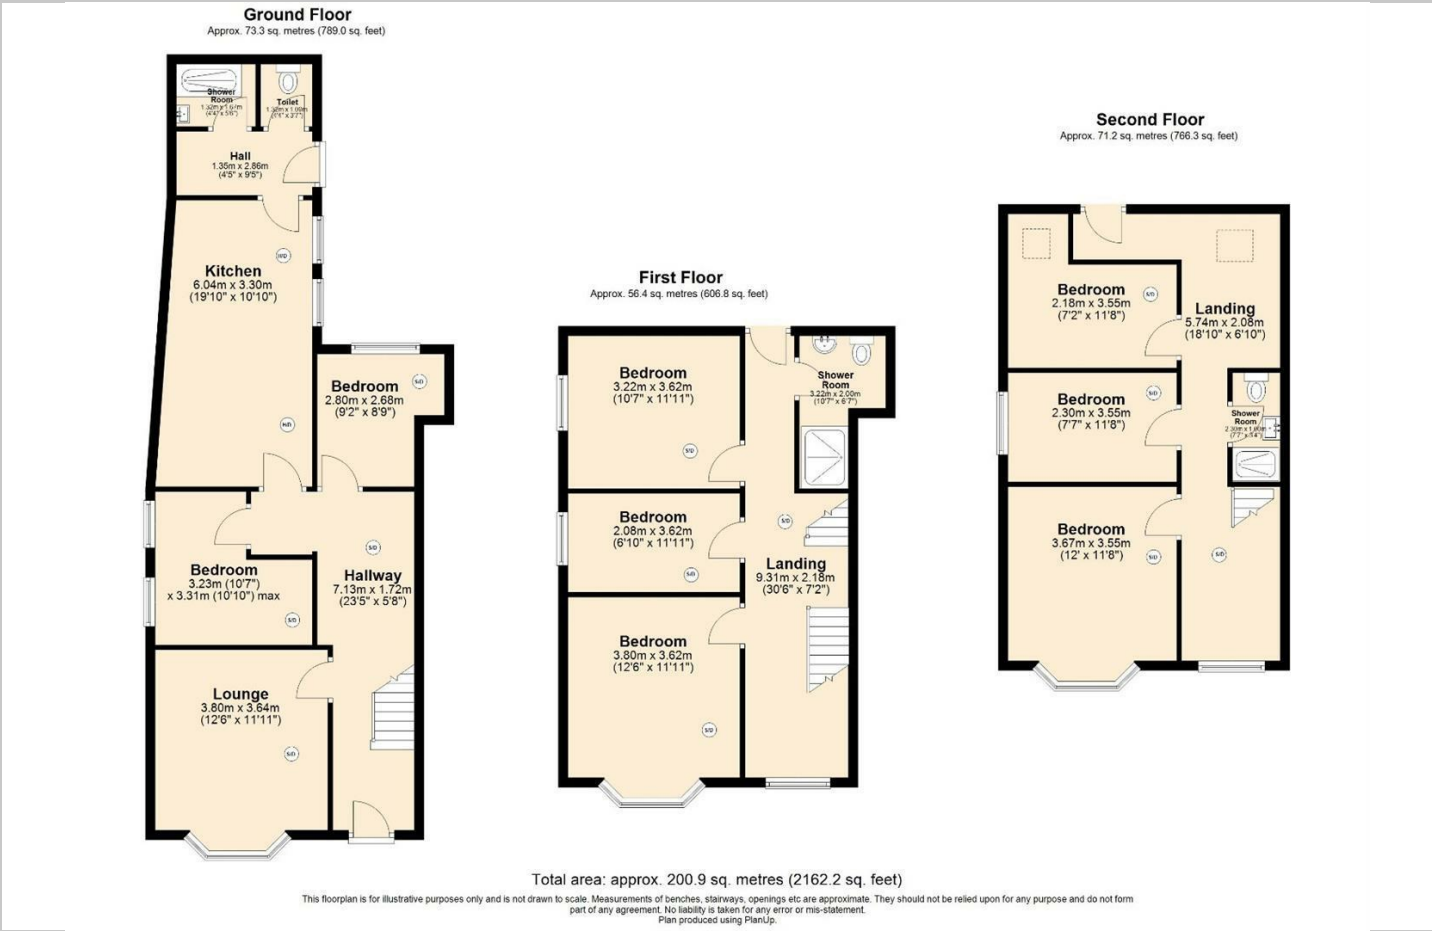 Ground Floor
Approx. 73.3 sq. metres (789.0 sq. feet)
Shower
Room
Toilet
Hall
1.35m x 2.86m
(4'5" x 9'5")
Kitchen
6.04m x 3.30m
(19'10" x 10'10")
H/D
Bedroom
2.80m x 2.68m
(9'2" x 8'9")
S/D
H/D
Bedroom
3.23m (10'7")
x 3.31m (10'10") max
S/D
Hallway
7.13m x 1.72m
(23'5" x 5'8")
S/D
Lounge
3.80m x 3.64m
(12'6" x 11'11")
S/D
First Floor
Approx. 56.4 sq. metres (606.8 sq. feet)
Bedroom
3.22m x 3.62m
(10'7" x 11'11")
S/D
Shower
Room
3.22m x 2.00m
(10'7" x 6'7")
Bedroom
2.08m x 3.62m
(6'10" x 11'11")
S/D
S/D
Landing
9.31m x 2.18m
(30'6" x 7'2")
Bedroom
3.80m x 3.62m
(12'6" x 11'11")
S/D
Second Floor
Approx. 71.2 sq. metres (766.3 sq. feet)
Bedroom
2.18m x 3.55m
(7'2" x 11'8")
S/D
Landing
5.74m x 2.08m
(18'10" x 6'10")
Bedroom
2.30m x 3.55m
(7'7" x 11'8")
S/D
Shower
Room
Bedroom
3.67m x 3.55m
(12' x 11'8")
S/D
S/D
Total area: approx. 200.9 sq. metres (2162.2 sq. feet)
This floorplan is for illustrative purposes only and is not drawn to scale. Measurements of benches, stairways, openings etc are approximate. They should not be relied upon for any purpose and do not form
part of any agreement. No liability is taken for any error or mis-statement.
Plan produced using PlanUp.